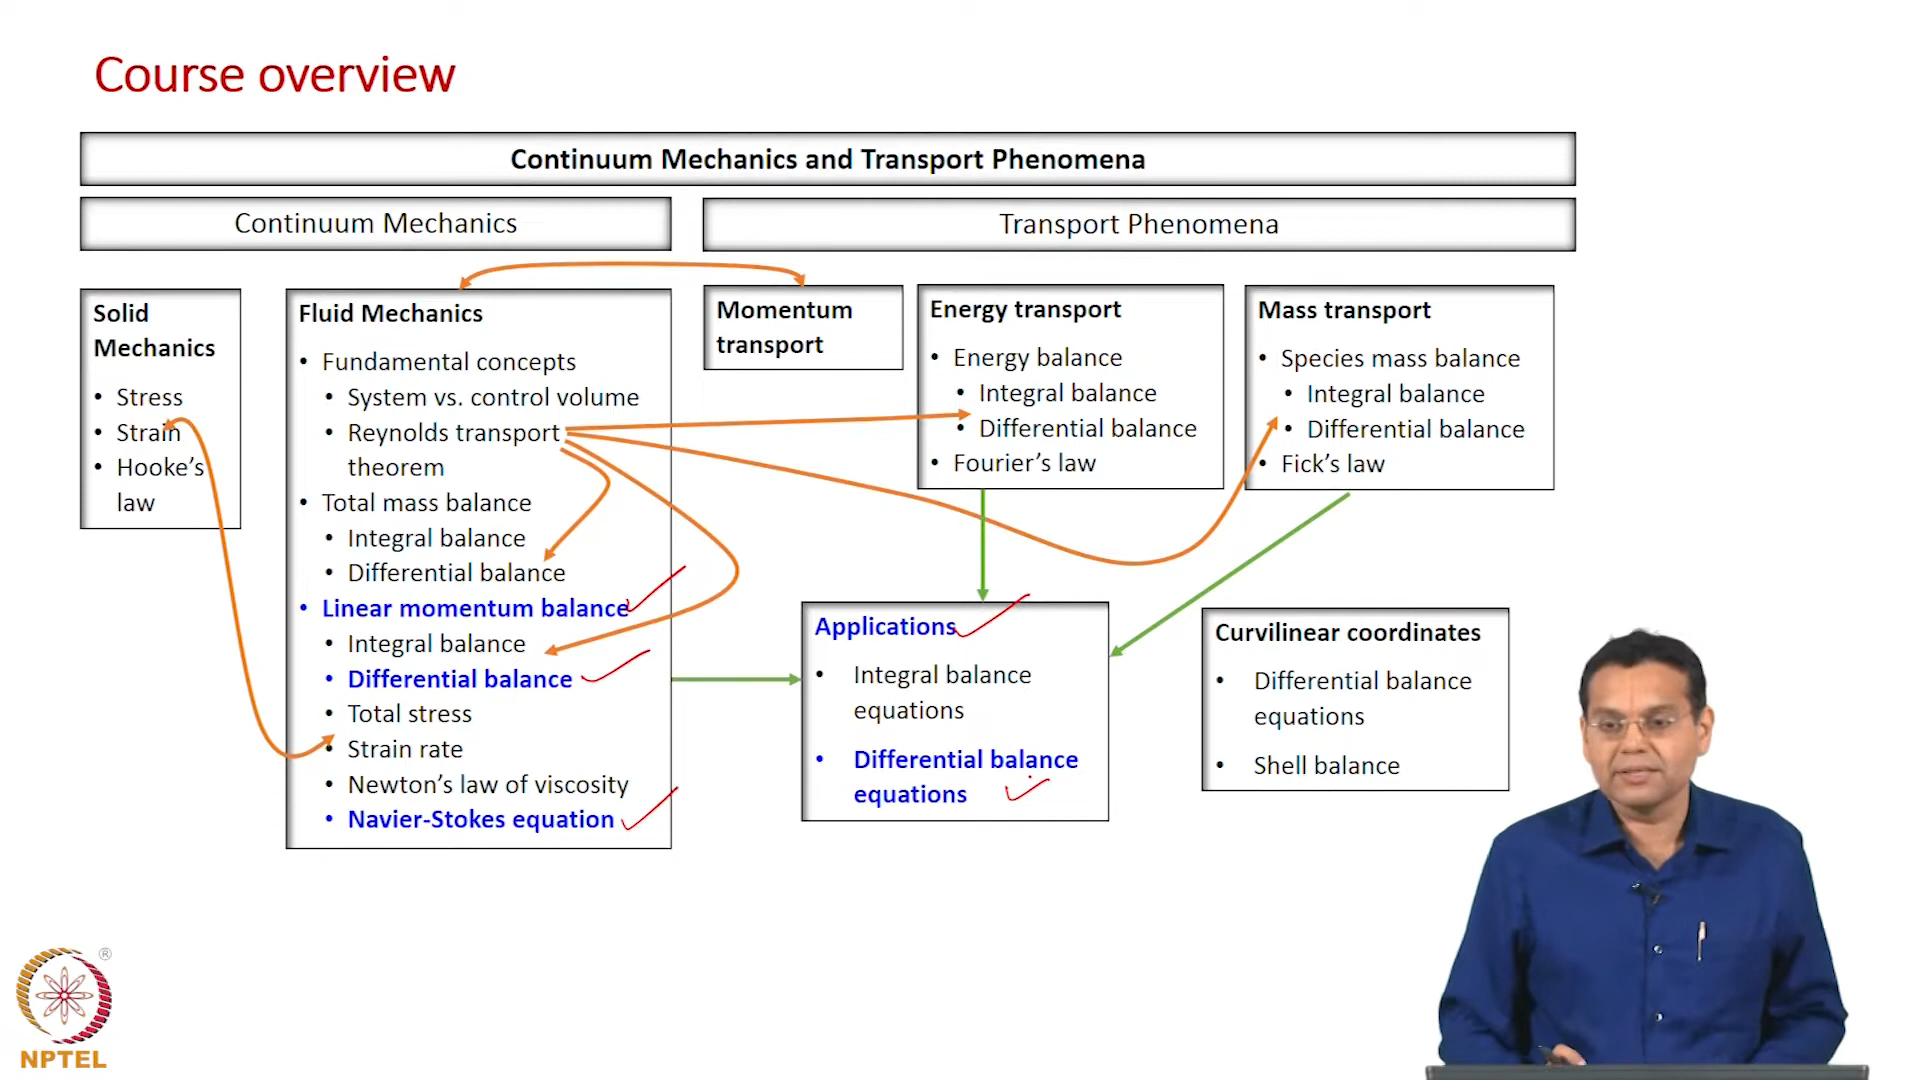 Course overview
Continuum Mechanics and Transport Phenomena
Continuum Mechanics
Transport Phenomena
Solid
Mechanics
• Stress
• Strain
• Hooke's
law
Fluid Mechanics
• Fundamental concepts
• System vs. control volume
• Reynolds transport
theorem
• Total mass balance
• Integral balance
• Differential balance
• Linear momentum balance
• Integral balance
• Differential balance
• Total stress
• Strain rate
• Newton's law of viscosity
• Navier-Stokes equation
Momentum
transport
Energy transport
• Energy balance
• Integral balance
• Differential balance
• Fourier's law
Mass transport
• Species mass balance
• Integral balance
• Differential balance
• Fick's law
Applications
• Integral balance
equations
• Differential balance
equations
Curvilinear coordinates
• Differential balance
equations
• Shell balance
®
NPTEL